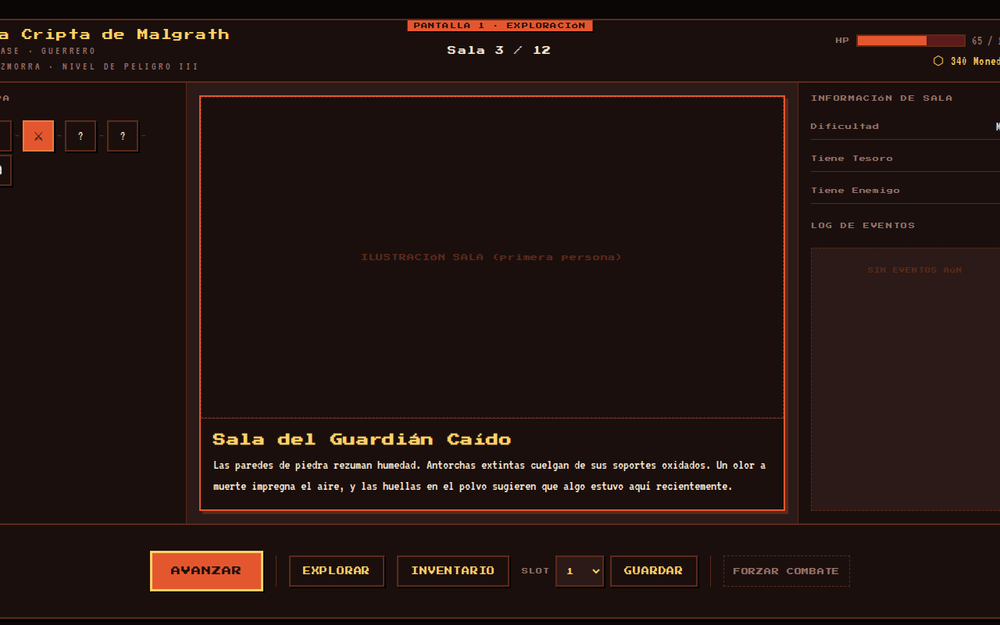 PANTALLA 1 · EXPLORACIóN
a Cripta de Malgrath
ASE · GUERRERO
ZMORRA · NIVEL DE PELIGRO III
Sala 3 / 12
HP
65 /
340 Moned
PA
⚔
?
?
ILUSTRACIóN SALA (primera persona)
Sala del Guardián Caído
Las paredes de piedra rezuman humedad. Antorchas extintas cuelgan de sus soportes oxidados. Un olor a
muerte impregna el aire, y las huellas en el polvo sugieren que algo estuvo aquí recientemente.
INFORMACIóN DE SALA
Dificultad
M
Tiene Tesoro
Tiene Enemigo
LOG DE EVENTOS
SIN EVENTOS AúN
AVANZAR
EXPLORAR
INVENTARIO
SLOT
1
GUARDAR
FORZAR COMBATE